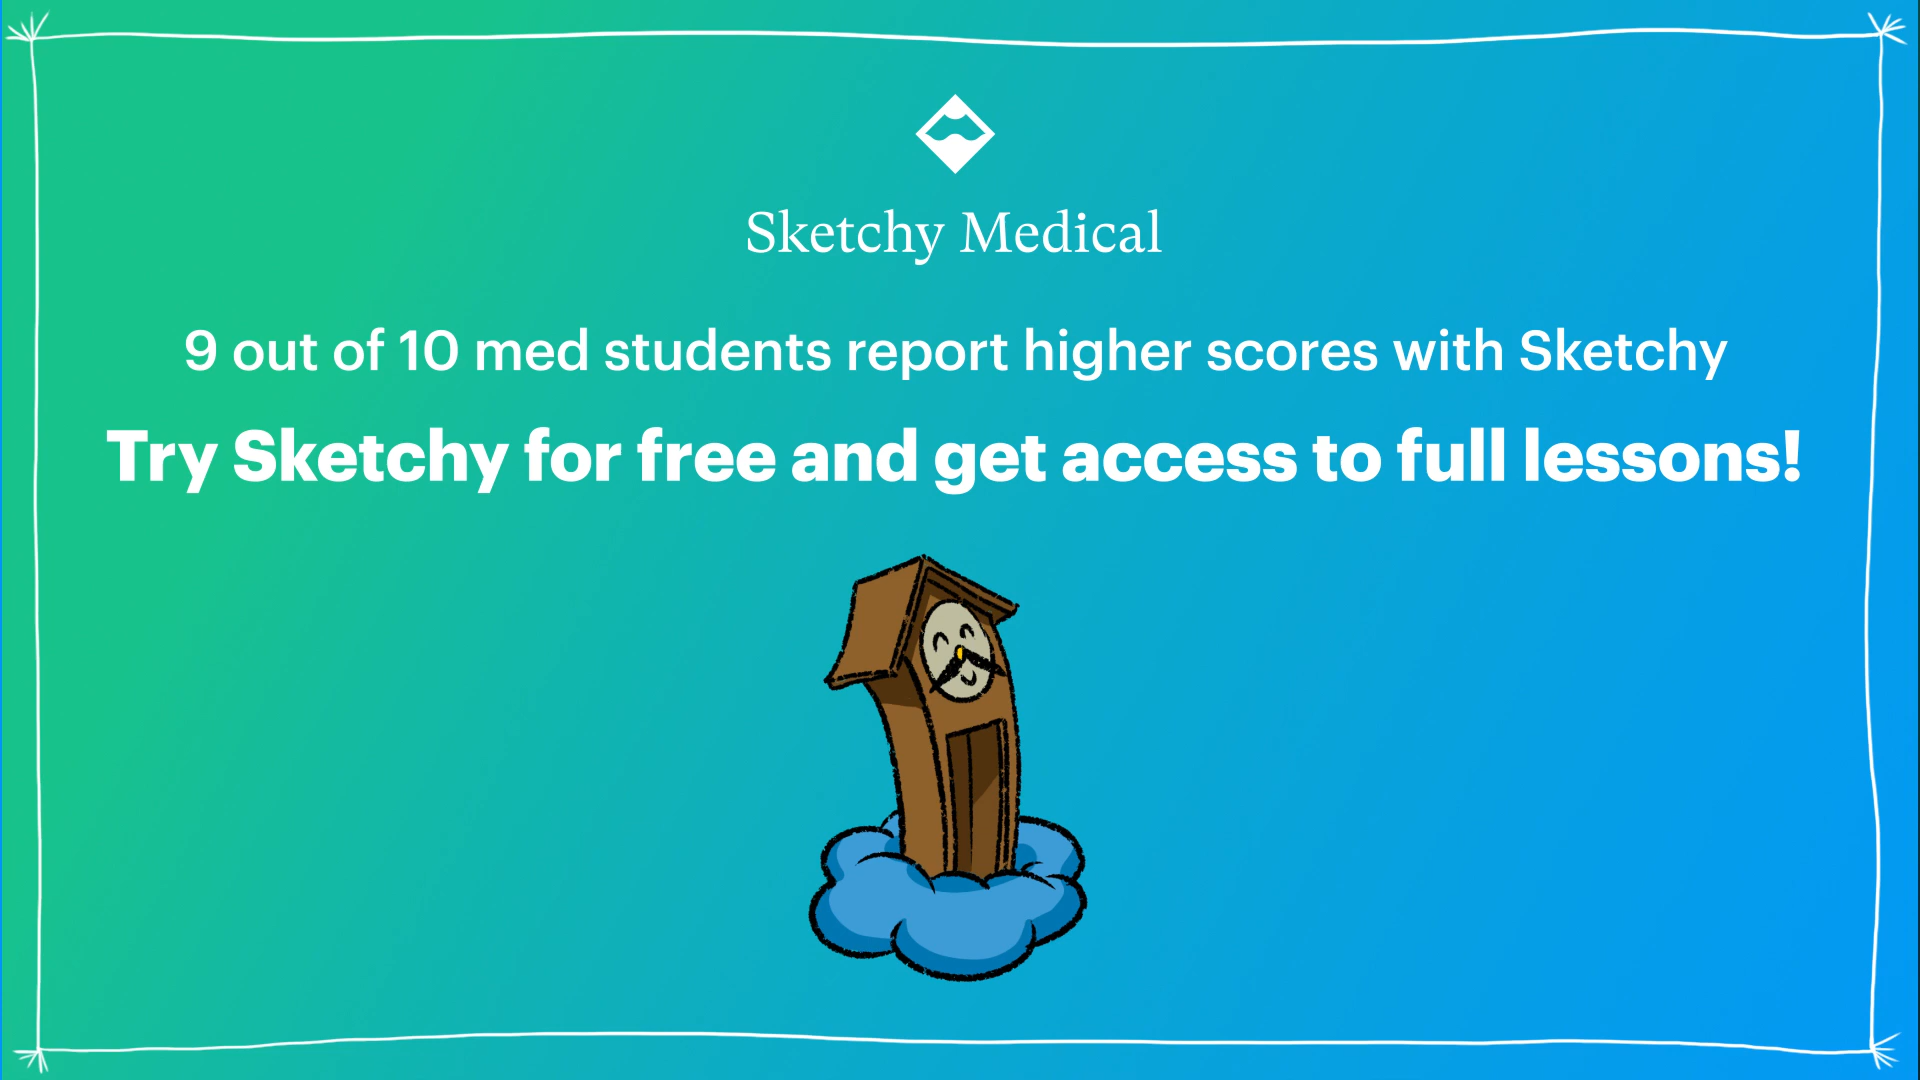 Sketchy Medical
9 out of 10 med students report higher scores with Sketchy
Try Sketchy for free and get access to full lessons!